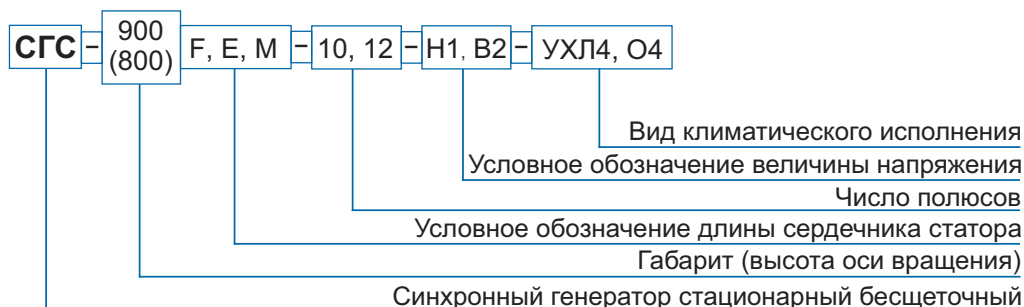 СГС – 900 (800) F, E, M – 10, 12 – Н1, В2 – УХЛ4, О4
Вид климатического исполнения
Условное обозначение величины напряжения
Число полюсов
Условное обозначение длины сердечника статора
Габарит (высота оси вращения)
Синхронный генератор стационарный бесщеточный